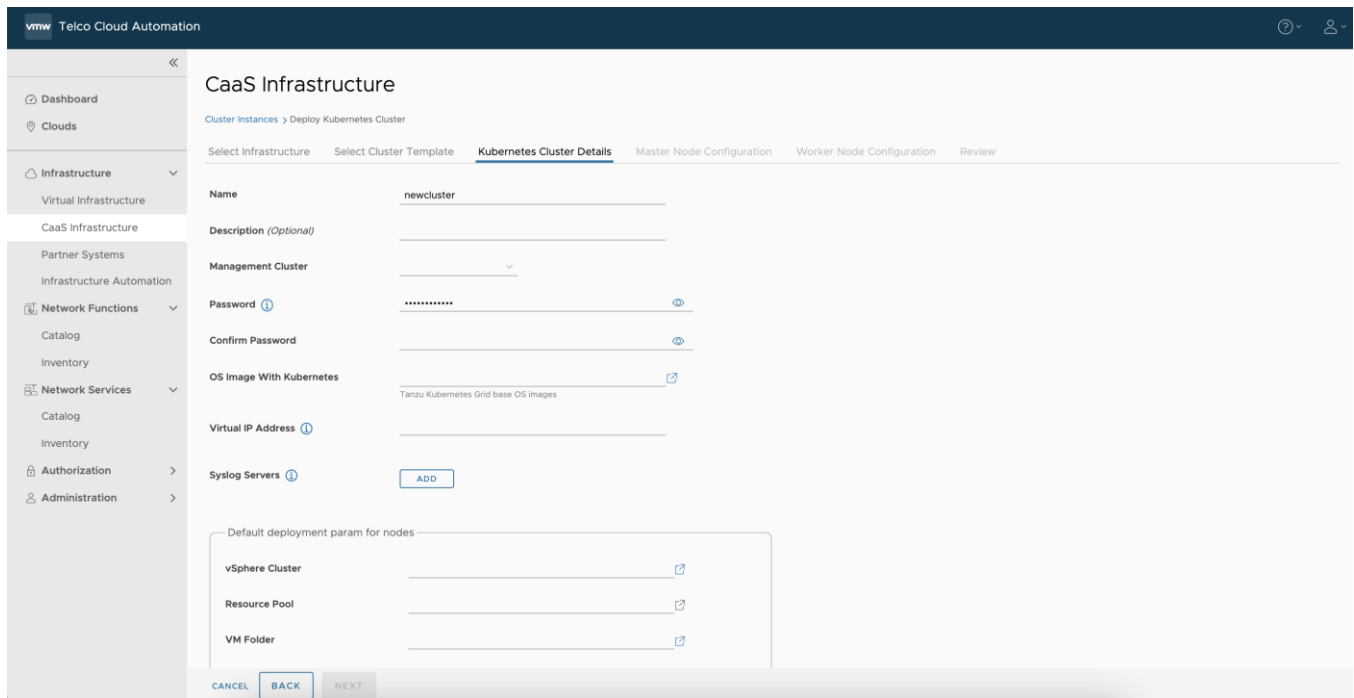 vmw Telco Cloud Automation
Dashboard
Clouds
Infrastructure
Virtual Infrastructure
CaaS Infrastructure
Partner Systems
Infrastructure Automation
Network Functions
Catalog
Inventory
Network Services
Catalog
Inventory
Authorization
Administration
CaaS Infrastructure
Cluster Instances > Deploy Kubernetes Cluster
Select Infrastructure Select Cluster Template Kubernetes Cluster Details Master Node Configuration Worker Node Configuration Review
Name newcluster
Description (Optional)
Management Cluster
Password ••••••••••••
Confirm Password
OS Image With Kubernetes
Tanzu Kubernetes Grid base OS images
Virtual IP Address
Syslog Servers ADD
Default deployment param for nodes
vSphere Cluster
Resource Pool
VM Folder
CANCEL BACK NEXT